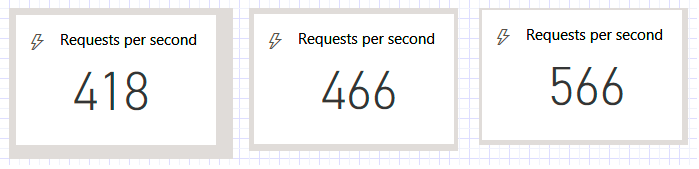 Requests per second
418
Requests per second
466
Requests per second
566